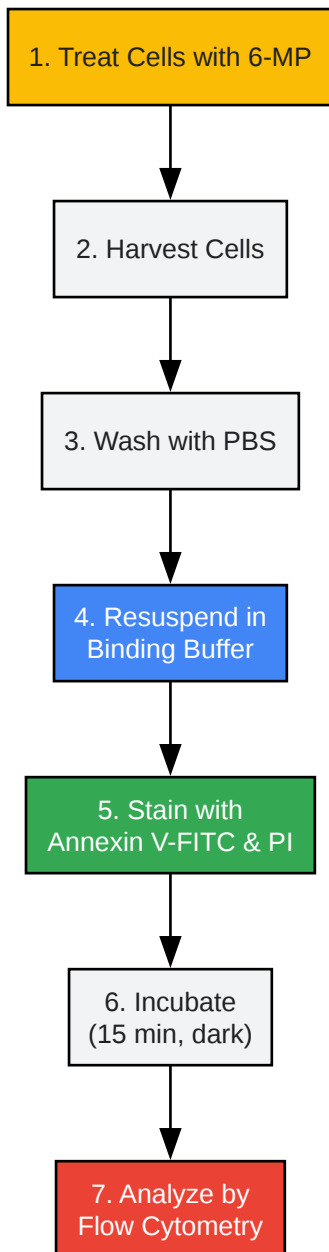 1. Treat Cells with 6-MP
2. Harvest Cells
3. Wash with PBS
4. Resuspend in
Binding Buffer
5. Stain with
Annexin V-FITC & PI
6. Incubate
(15 min, dark)
7. Analyze by
Flow Cytometry